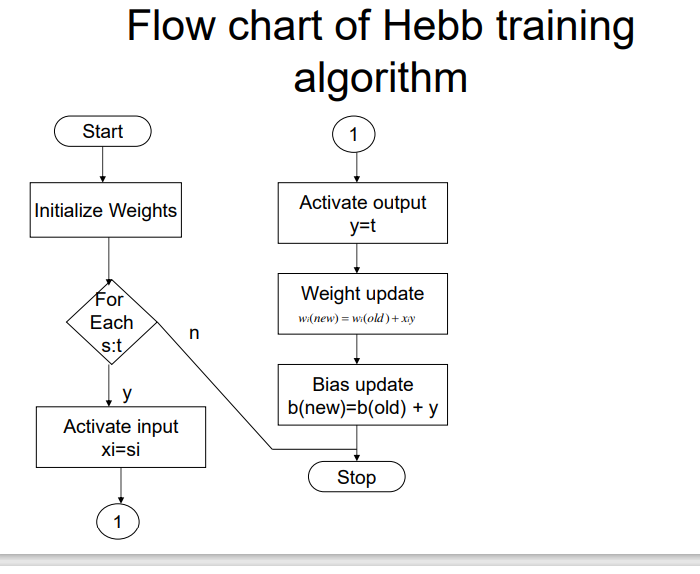 Flow chart of Hebb training
algorithm
Start
Initialize Weights
For
Each
s:t
n
y
Activate input
xi=si
1
1
Activate output
y=t
Weight update
wi(new) = wi(old) + xiy
Bias update
b(new)=b(old) + y
Stop